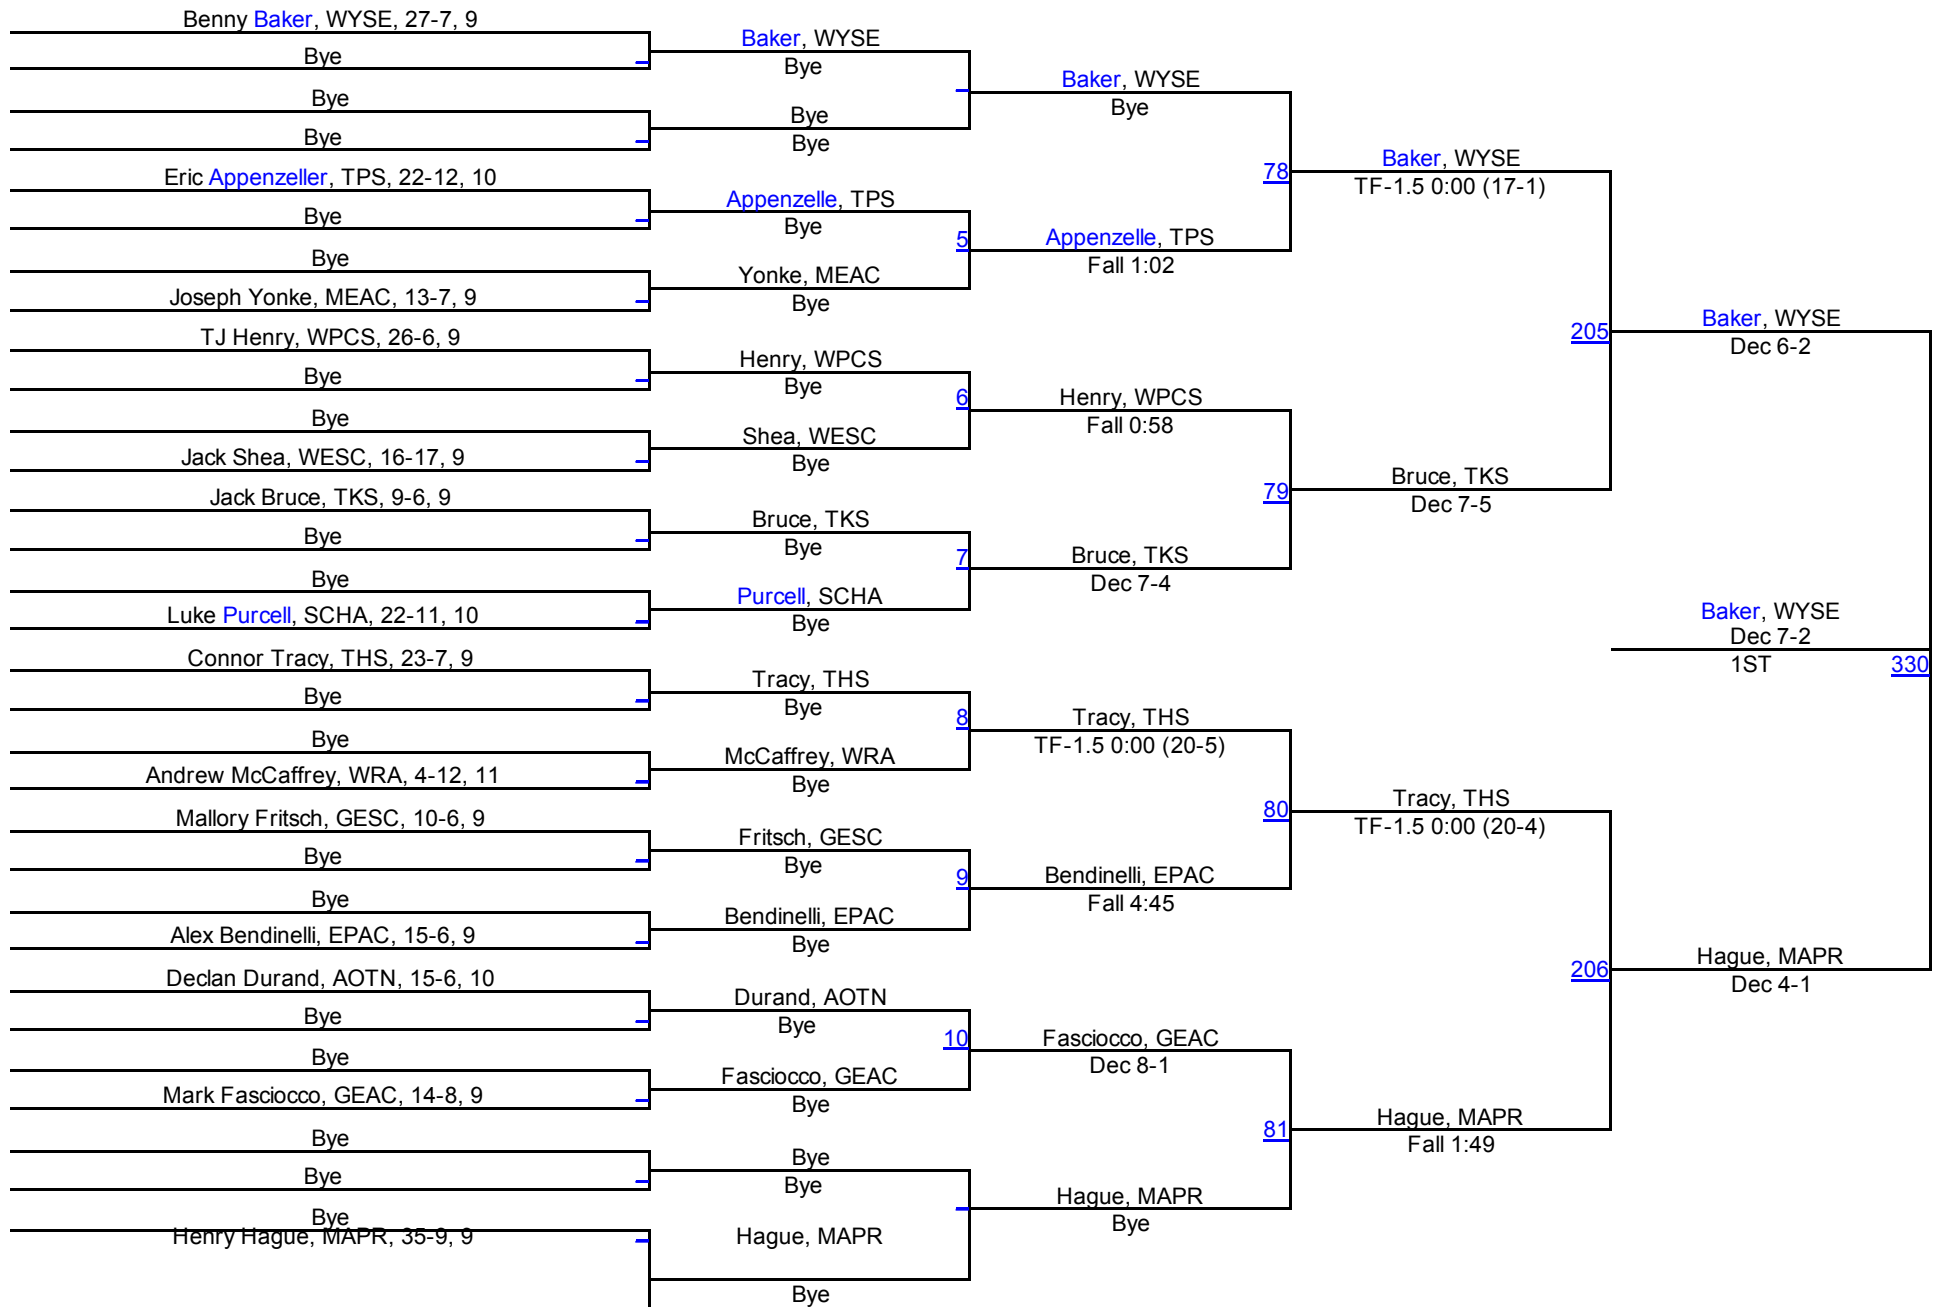 Benny Baker, WYSE, 27-7, 9
Bye
Bye
Bye
Eric Appenzeller, TPS, 22-12, 10
Bye
Bye
Joseph Yonke, MEAC, 13-7, 9
TJ Henry, WPCS, 26-6, 9
Bye
Bye
Jack Shea, WESC, 16-17, 9
Jack Bruce, TKS, 9-6, 9
Bye
Bye
Luke Purcell, SCHA, 22-11, 10
Connor Tracy, THS, 23-7, 9
Bye
Bye
Andrew McCaffrey, WRA, 4-12, 11
Mallory Fritsch, GESC, 10-6, 9
Bye
Bye
Alex Bendinelli, EPAC, 15-6, 9
Declan Durand, AOTN, 15-6, 10
Bye
Bye
Mark Fasciocco, GEAC, 14-8, 9
Bye
Bye
Bye
Henry Hague, MAPR, 35-9, 9
Baker, WYSE
Bye
Bye
Bye
Appenzelle, TPS
Bye
5
Yonke, MEAC
Bye
Henry, WPCS
Bye
6
Shea, WESC
Bye
Bruce, TKS
Bye
7
Purcell, SCHA
Bye
Tracy, THS
Bye
8
McCaffrey, WRA
Bye
Fritsch, GESC
Bye
9
Bendinelli, EPAC
Bye
Durand, AOTN
Bye
10
Fasciocco, GEAC
Bye
Bye
Bye
Hague, MAPR
Bye
Baker, WYSE
Bye
78
Appenzelle, TPS
Fall 1:02
Henry, WPCS
Fall 0:58
79
Bruce, TKS
Dec 7-4
Tracy, THS
TF-1.5 0:00 (20-5)
80
Bendinelli, EPAC
Fall 4:45
Fasciocco, GEAC
Dec 8-1
81
Hague, MAPR
Bye
Baker, WYSE
TF-1.5 0:00 (17-1)
205
Bruce, TKS
Dec 7-5
Tracy, THS
TF-1.5 0:00 (20-4)
206
Hague, MAPR
Fall 1:49
Baker, WYSE
Dec 6-2
Baker, WYSE
Dec 7-2
1ST
330
Hague, MAPR
Dec 4-1